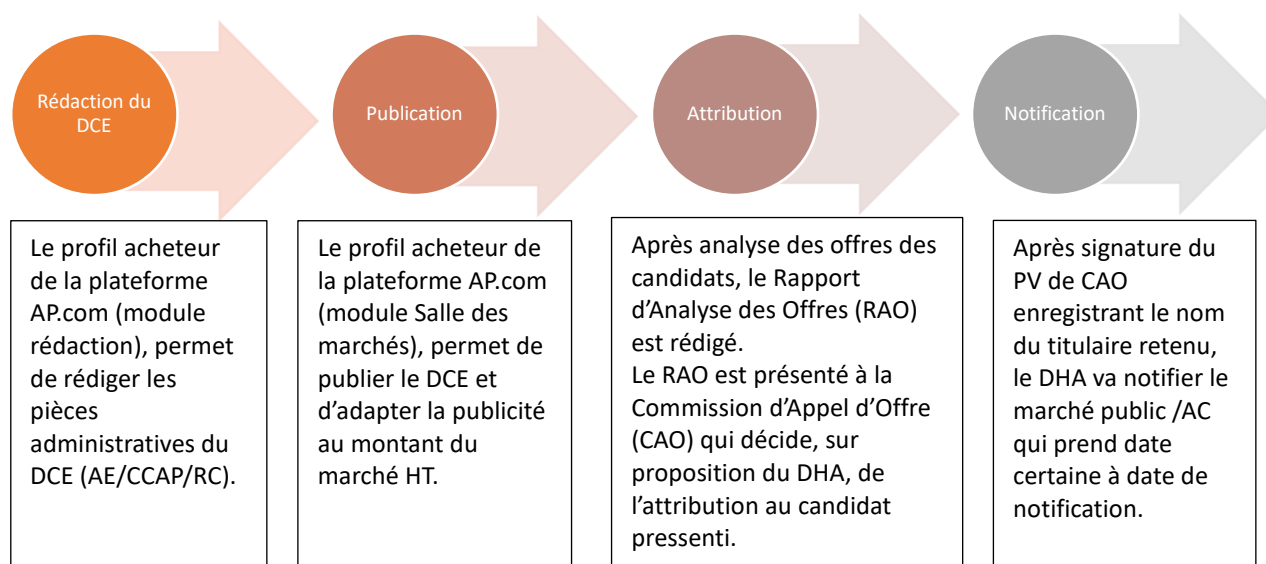 Rédaction du
DCE
Publication
Attribution
Notification
Le profil acheteur
de la plateforme
AP.com (module
rédaction), permet
de rédiger les
pièces
administratives du
DCE (AE/CCAP/RC).
Le profil acheteur de
la plateforme AP.com
(module Salle des
marchés), permet de
publier le DCE et
d’adapter la publicité
au montant du
marché HT.
Après analyse des offres des
candidats, le Rapport
d’Analyse des Offres (RAO)
est rédigé.
Le RAO est présenté à la
Commission d’Appel d’Offre
(CAO) qui décide, sur
proposition du DHA, de
l’attribution au candidat
pressenti.
Après signature du
PV de CAO
enregistrant le nom
du titulaire retenu,
le DHA va notifier le
marché public /AC
qui prend date
certaine à date de
notification.